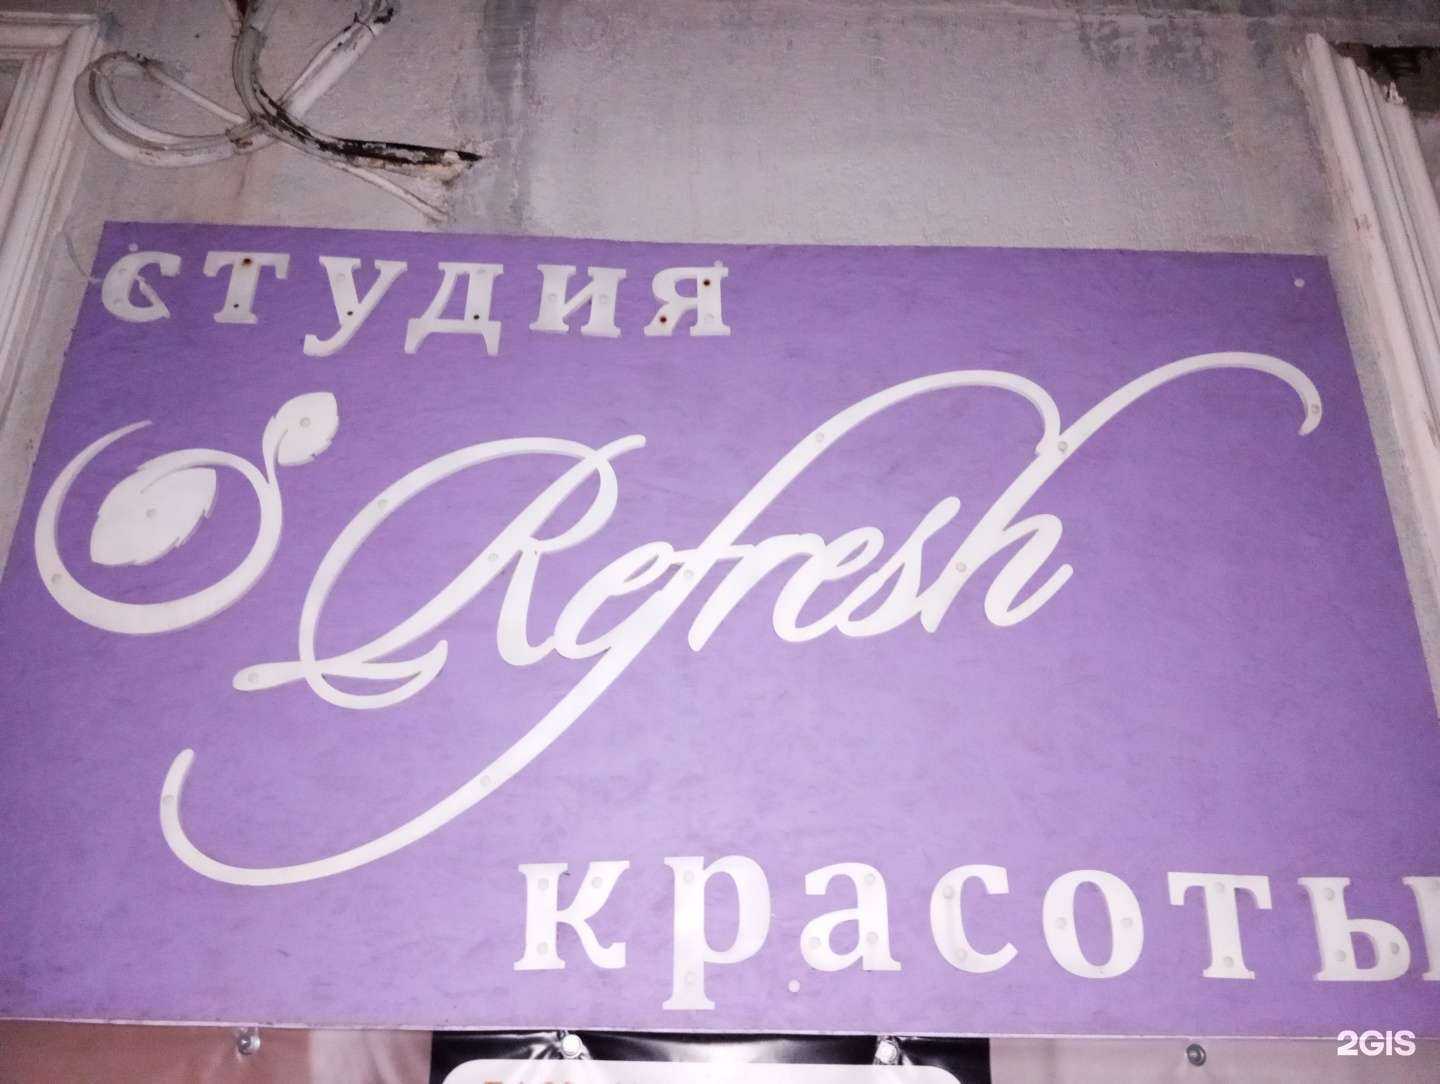 студия
Refresh
красоты
2GIS